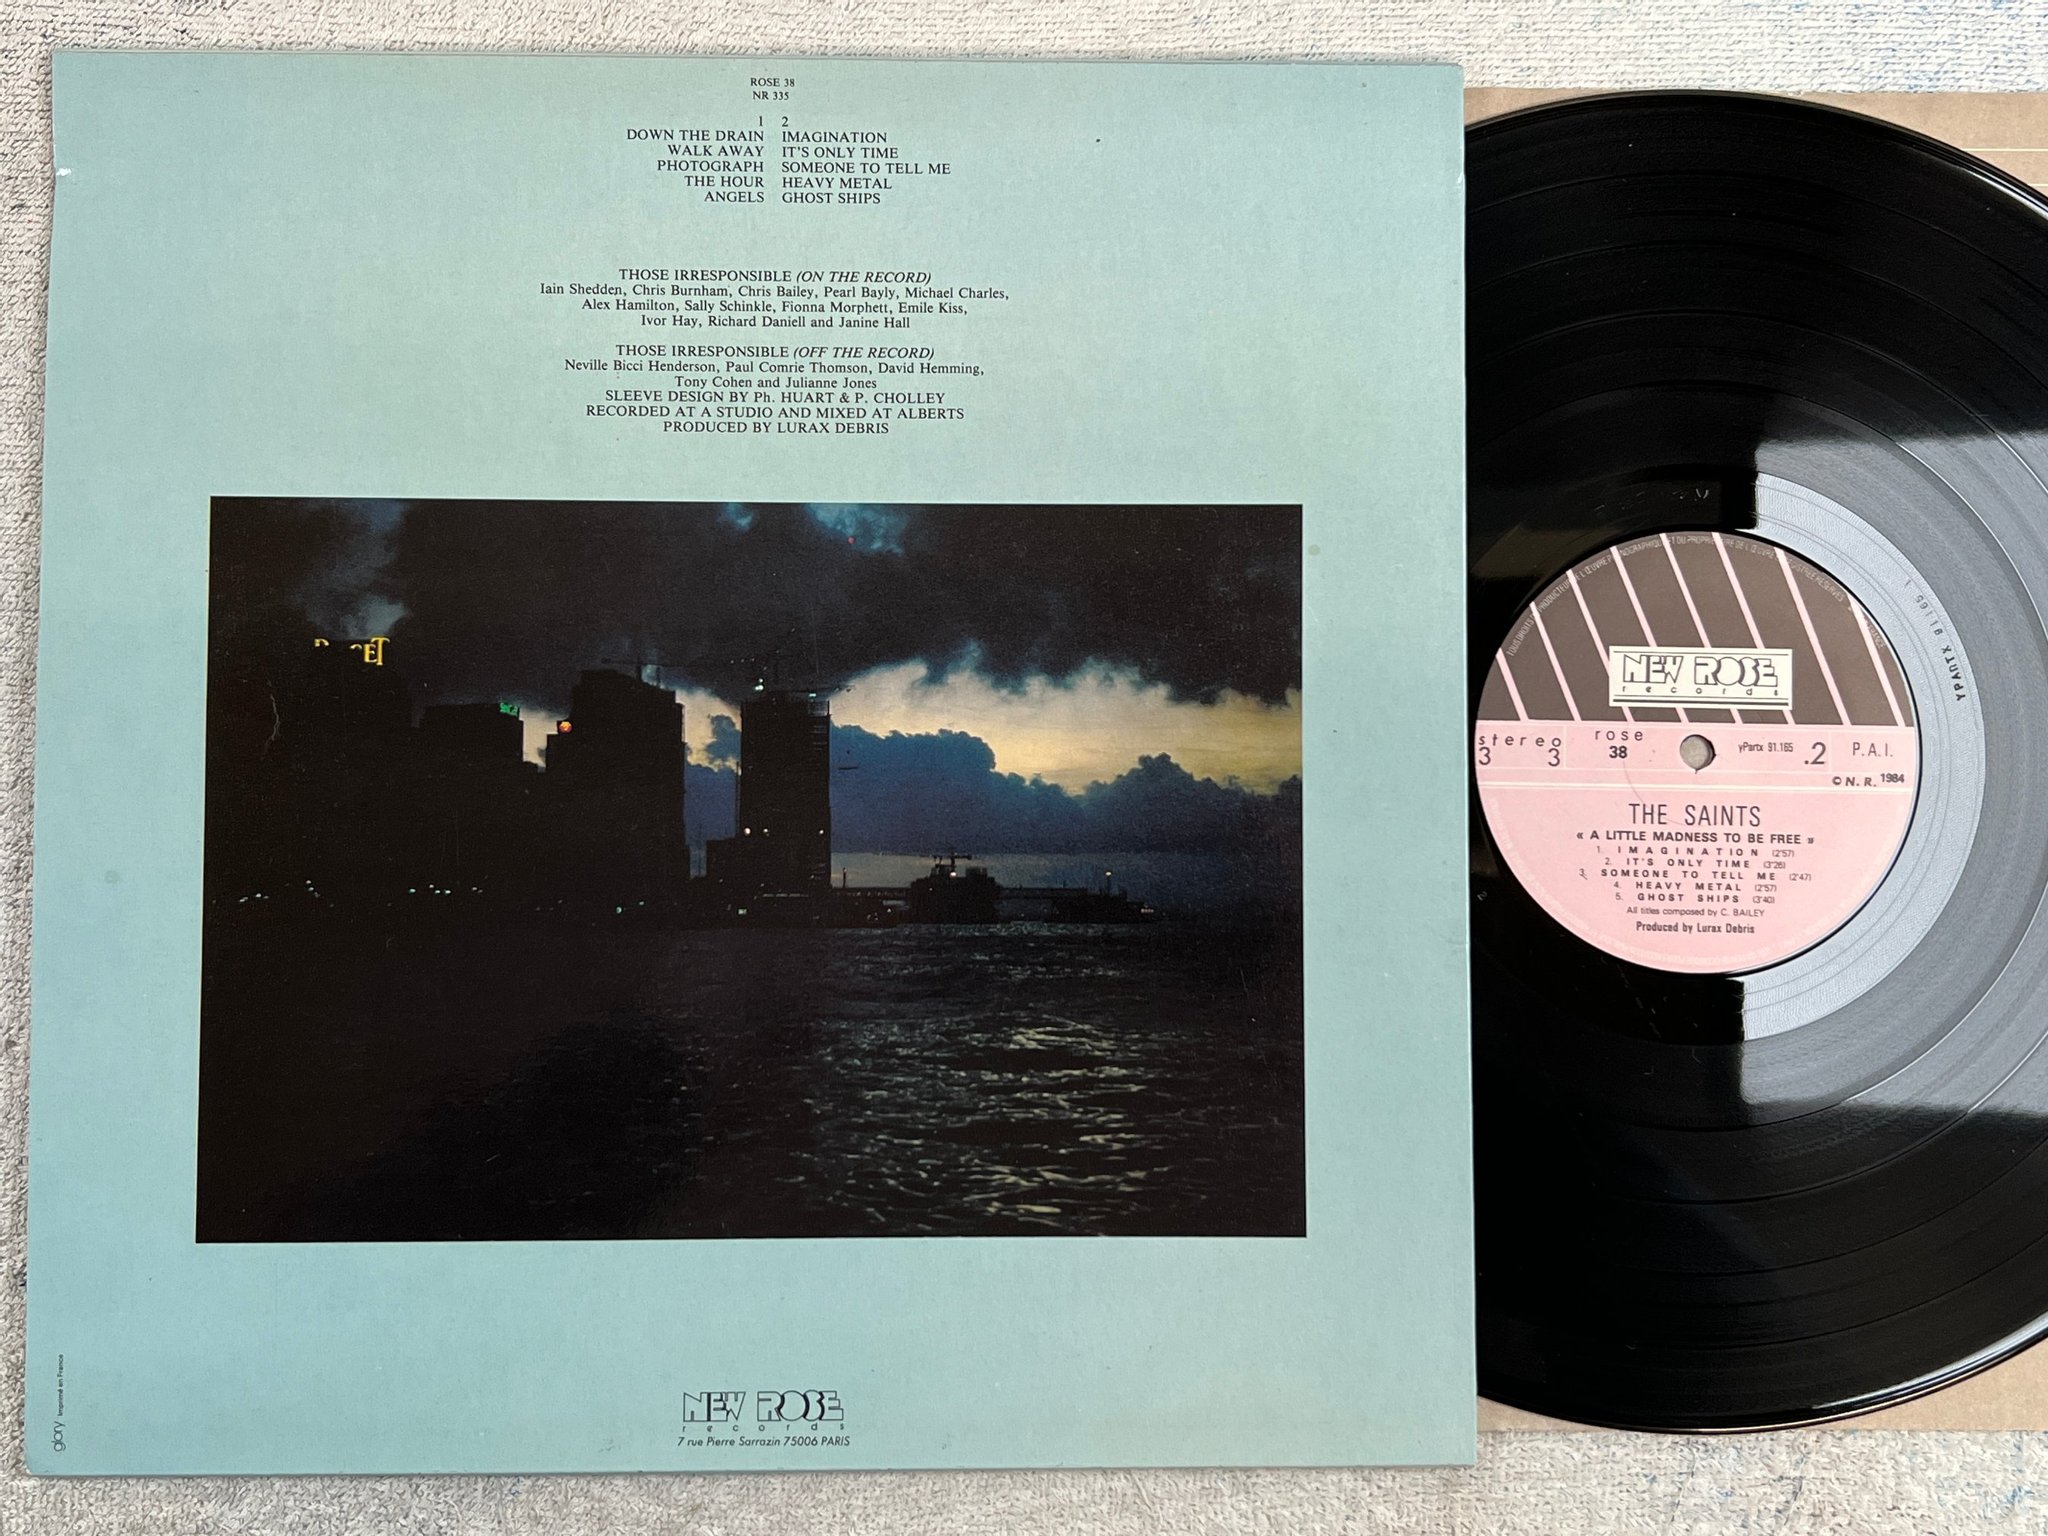 ROSE 38
NR 335
1 2
DOWN THE DRAIN IMAGINATION
WALK AWAY IT'S ONLY TIME
PHOTOGRAPH SOMEONE TO TELL ME
THE HOUR HEAVY METAL
ANGELS GHOST SHIPS
THOSE IRRESPONSIBLE (ON THE RECORD)
Iain Shedden, Chris Burnham, Chris Bailey, Pearl Bayly, Michael Charles,
Alex Hamilton, Sally Schinkle, Fionna Morphett, Emile Kiss,
Ivor Hay, Richard Daniell and Janine Hall
THOSE IRRESPONSIBLE (OFF THE RECORD)
Neville Bicci Henderson, Paul Comrie Thomson, David Hemming,
Tony Cohen and Julianne Jones
SLEEVE DESIGN BY Ph. HUART & P. CHOLLEY
RECORDED AT A STUDIO AND MIXED AT ALBERTS
PRODUCED BY LURAX DEBRIS
glory Imprimé en France
NEW ROSE
records
7 rue Pierre Sarrazin 75006 PARIS
NEW ROSE
records
stereo rose
3 3 38 yPartx 91.165 .2 P.A.I.
© N.R. 1984
THE SAINTS
« A LITTLE MADNESS TO BE FREE »
1. IMAGINATION (2'57)
2. IT'S ONLY TIME (3'26)
3. SOMEONE TO TELL ME (2'47)
4. HEAVY METAL (2'57)
5. GHOST SHIPS (3'40)
All titles composed by C. BAILEY
Produced by Lurax Debris
YPARTX 91165